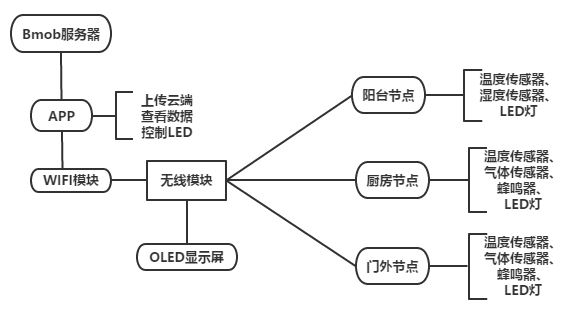 Bmob服务器
APP
上传云端
查看数据
控制LED
WIFI模块
无线模块
OLED显示屏
阳台节点
温度传感器、
湿度传感器、
LED灯
厨房节点
温度传感器、
气体传感器、
蜂鸣器、
LED灯
门外节点
温度传感器、
气体传感器、
蜂鸣器、
LED灯